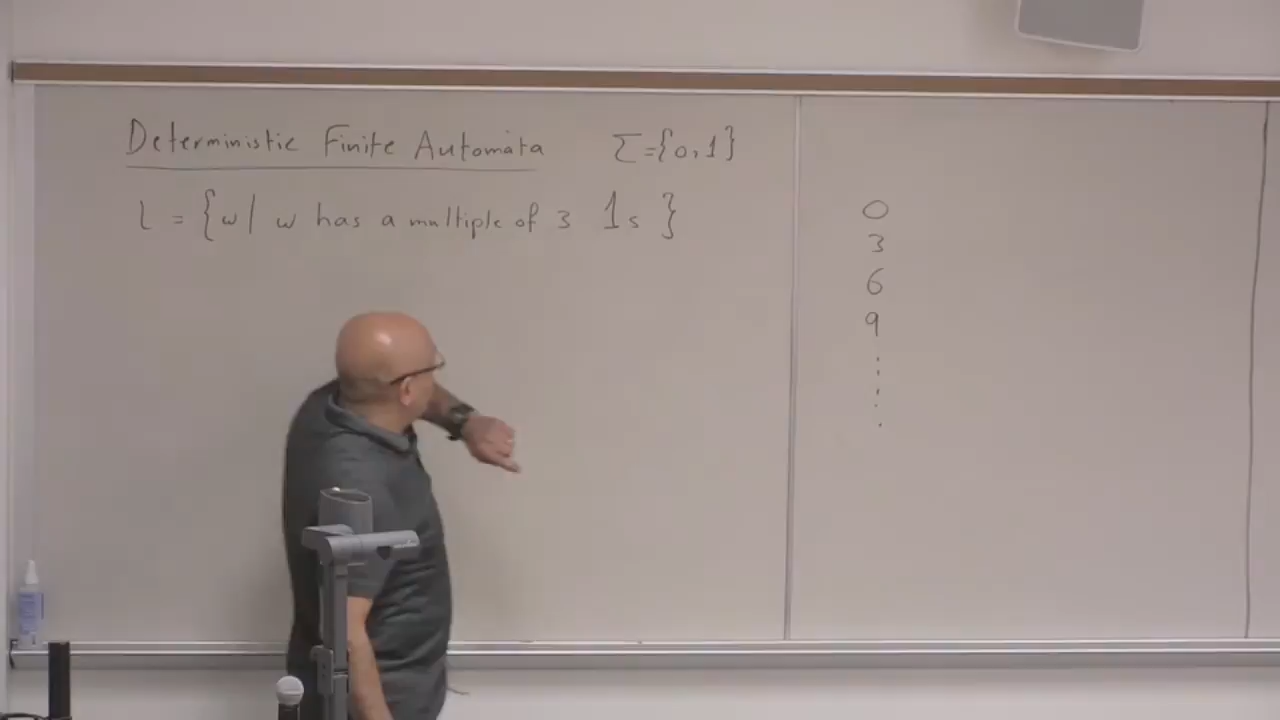 Deterministic Finite Automata Σ={0,1}
L = {w| w has a multiple of 3 1s }
0
3
6
9